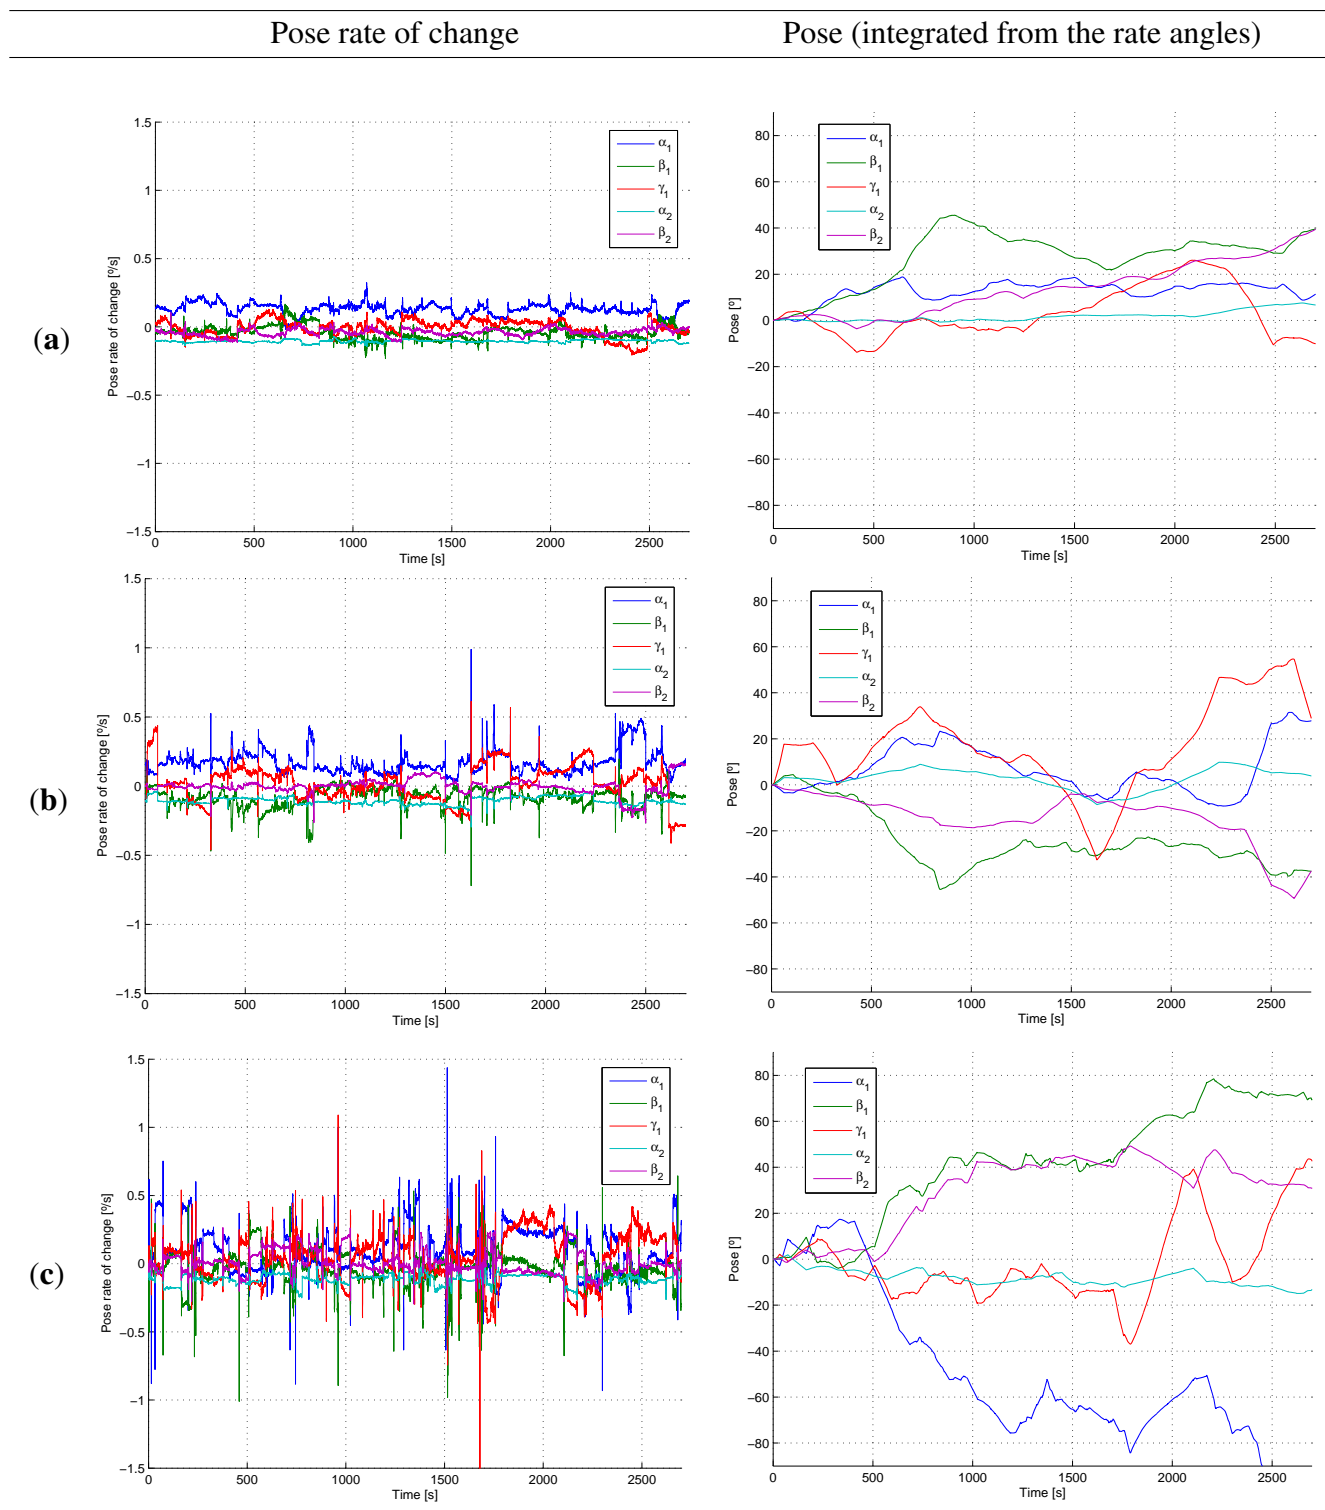 Pose rate of change
Pose (integrated from the rate angles)
(a)
1.5
1
0.5
0
−0.5
−1
−1.5
Pose rate of change [º/s]
0 500 1000 1500 2000 2500
Time [s]
α1
β1
γ1
α2
β2
80
60
40
20
0
−20
−40
−60
−80
Pose [º]
0 500 1000 1500 2000 2500
Time [s]
α1
β1
γ1
α2
β2
(b)
1.5
1
0.5
0
−0.5
−1
−1.5
Pose rate of change [º/s]
0 500 1000 1500 2000 2500
Time [s]
α1
β1
γ1
α2
β2
80
60
40
20
0
−20
−40
−60
−80
Pose [º]
0 500 1000 1500 2000 2500
Time [s]
α1
β1
γ1
α2
β2
(c)
1.5
1
0.5
0
−0.5
−1
−1.5
Pose rate of change [º/s]
0 500 1000 1500 2000 2500
Time [s]
α1
β1
γ1
α2
β2
80
60
40
20
0
−20
−40
−60
−80
Pose [º]
0 500 1000 1500 2000 2500
Time [s]
α1
β1
γ1
α2
β2